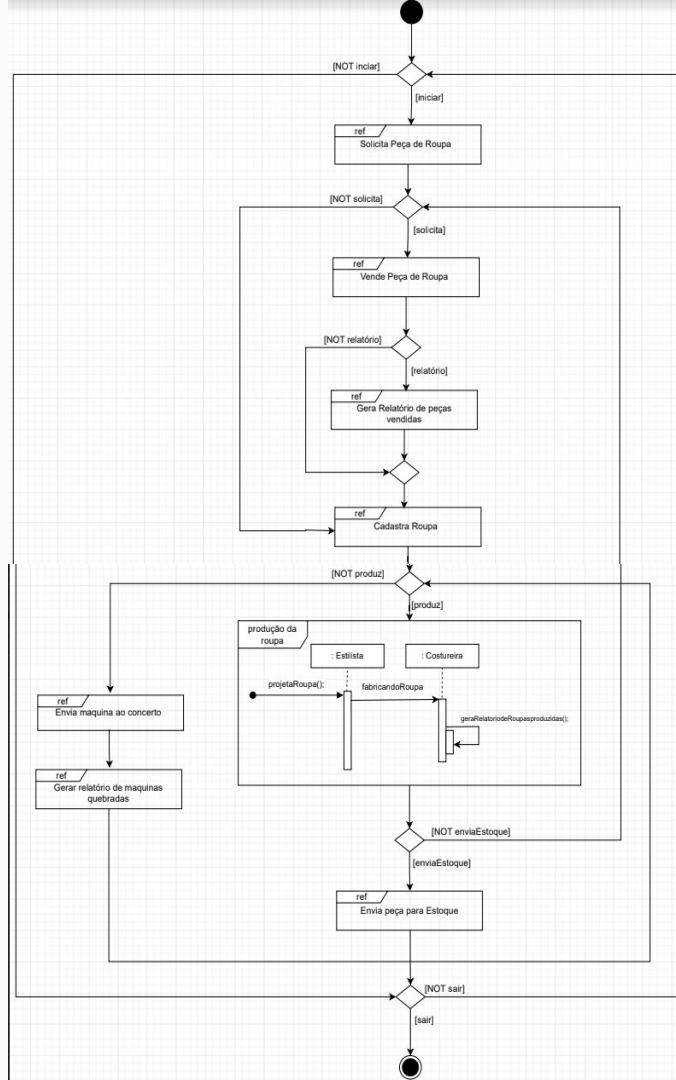 [NOT inciar]
[iniciar]
ref
Solicita Peça de Roupa
[NOT solicita]
[solicita]
ref
Vende Peça de Roupa
[NOT relatório]
[relatório]
ref
Gera Relatório de peças
vendidas
ref
Cadastra Roupa
[NOT produz]
[produz]
produção da
roupa
: Estilista
: Costureira
projetaRoupa();
fabricandoRoupa
geraRelatoriodeRoupasproduzidas();
ref
Envia maquina ao concerto
ref
Gerar relatório de maquinas
quebradas
[NOT enviaEstoque]
[enviaEstoque]
ref
Envia peça para Estoque
[NOT sair]
[sair]